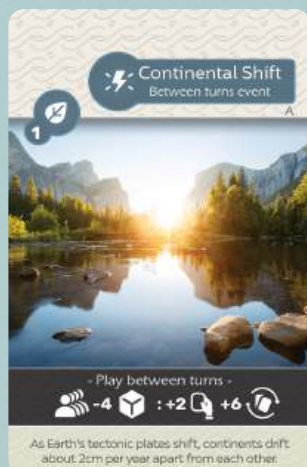 Continental Shift
Between turns event
A
1
- Play between turns -
-4 : +2 +6
As Earth's tectonic plates shift, continents drift
about 2cm per year apart from each other.